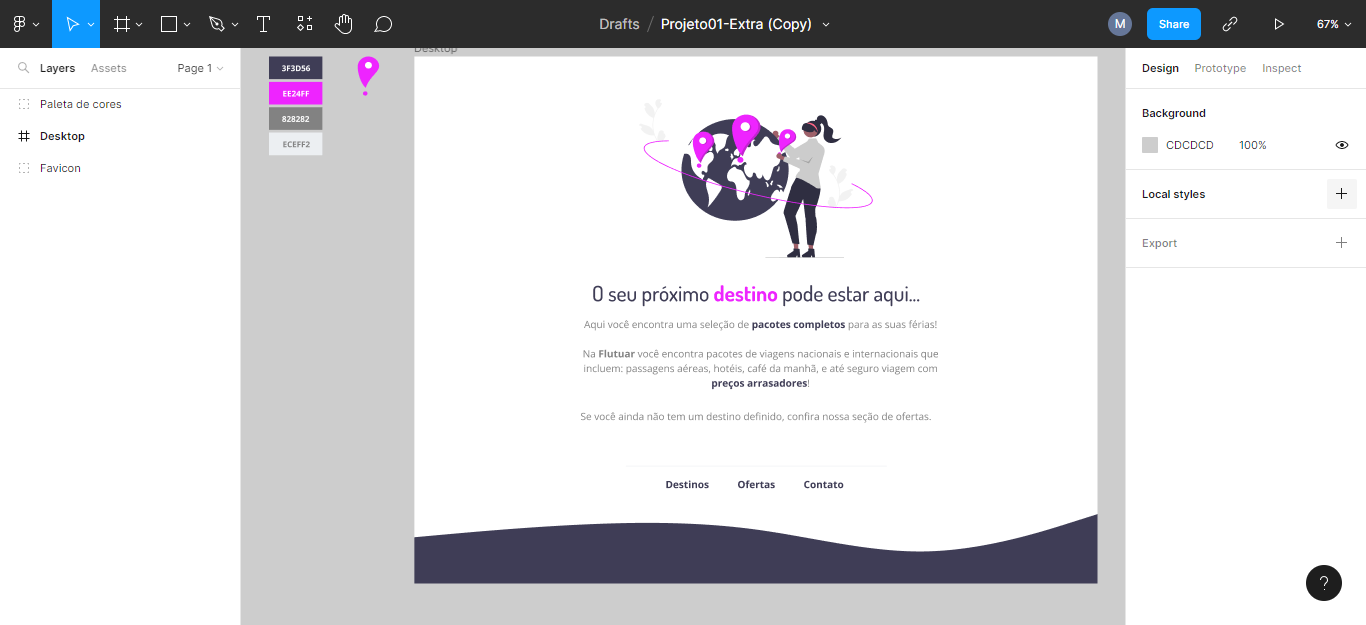 Drafts / Projeto01-Extra (Copy)
M
Share
67%
Layers
Assets
Page 1
Paleta de cores
Desktop
Favicon
3F3D56
EE24FF
828282
ECEFF2
Desktop
O seu próximo destino pode estar aqui...
Aqui você encontra uma seleção de pacotes completos para as suas férias!
Na Flutuar você encontra pacotes de viagens nacionais e internacionais que
incluem: passagens aéreas, hotéis, café da manhã, e até seguro viagem com
preços arrasadores!
Se você ainda não tem um destino definido, confira nossa seção de ofertas.
Destinos
Ofertas
Contato
Design
Prototype
Inspect
Background
CDCDCD
100%
Local styles
Export
?